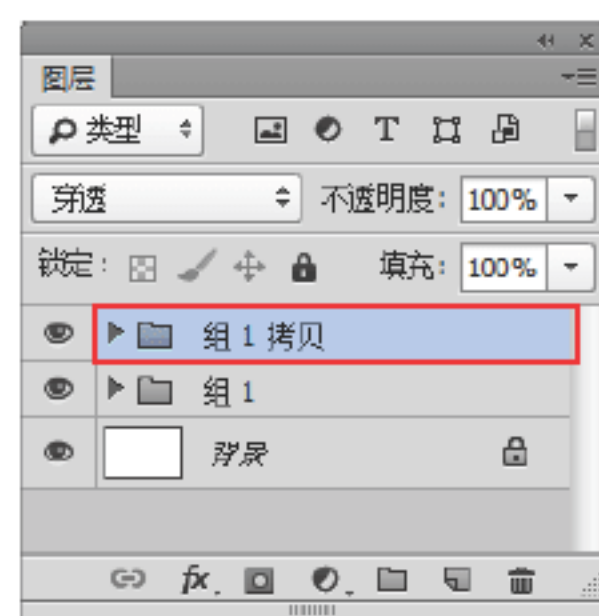 图层
类型 T
穿透 不透明度: 100%
锁定: 填充: 100%
组 1 拷贝
组 1
背景
fx.